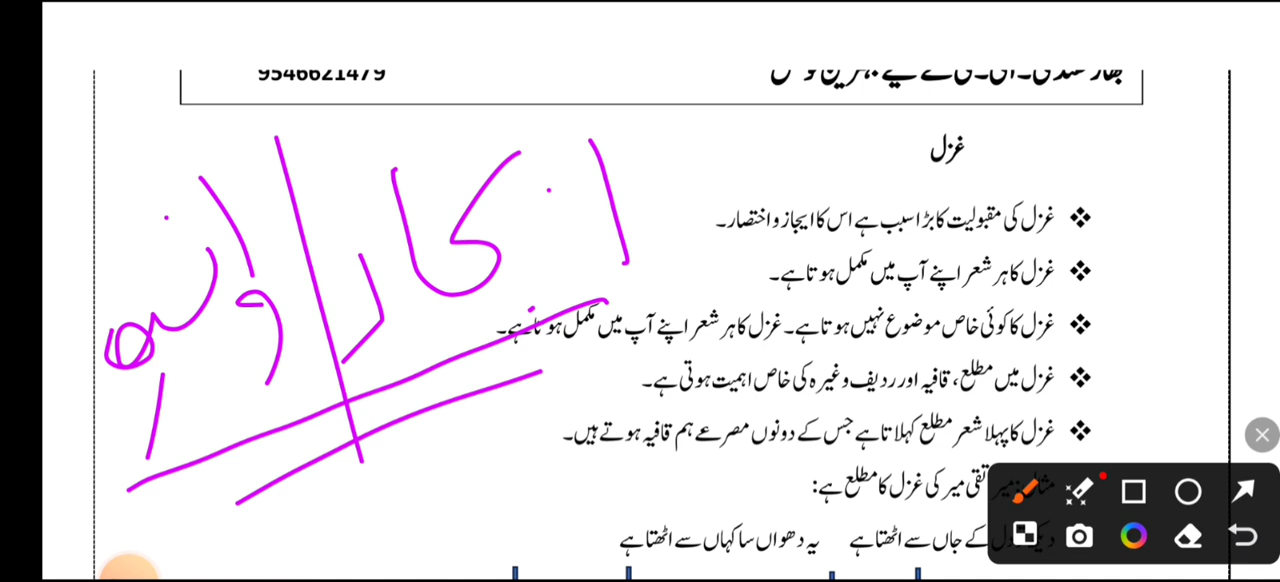 9546621479
غزل
❖ غزل کی مقبولیت کا بڑا سبب ہے اس کا ایجاز و اختصار۔
❖ غزل کا ہر شعر اپنے آپ میں مکمل ہوتا ہے۔
❖ غزل کا کوئی خاص موضوع نہیں ہوتا ہے۔ غزل کا ہر شعر اپنے آپ میں مکمل ہوتا ہے۔
❖ غزل میں مطلع، قافیہ اور ردیف وغیرہ کی خاص اہمیت ہوتی ہے۔
❖ غزل کا پہلا شعر مطلع کہلاتا ہے جس کے دونوں مصرعے ہم قافیہ ہوتے ہیں۔
مثال: میر تقی میر کی غزل کا مطلع ہے:
دل کے جاں سے اٹھتا ہے یہ دھواں سا کہاں سے اٹھتا ہے
انکار